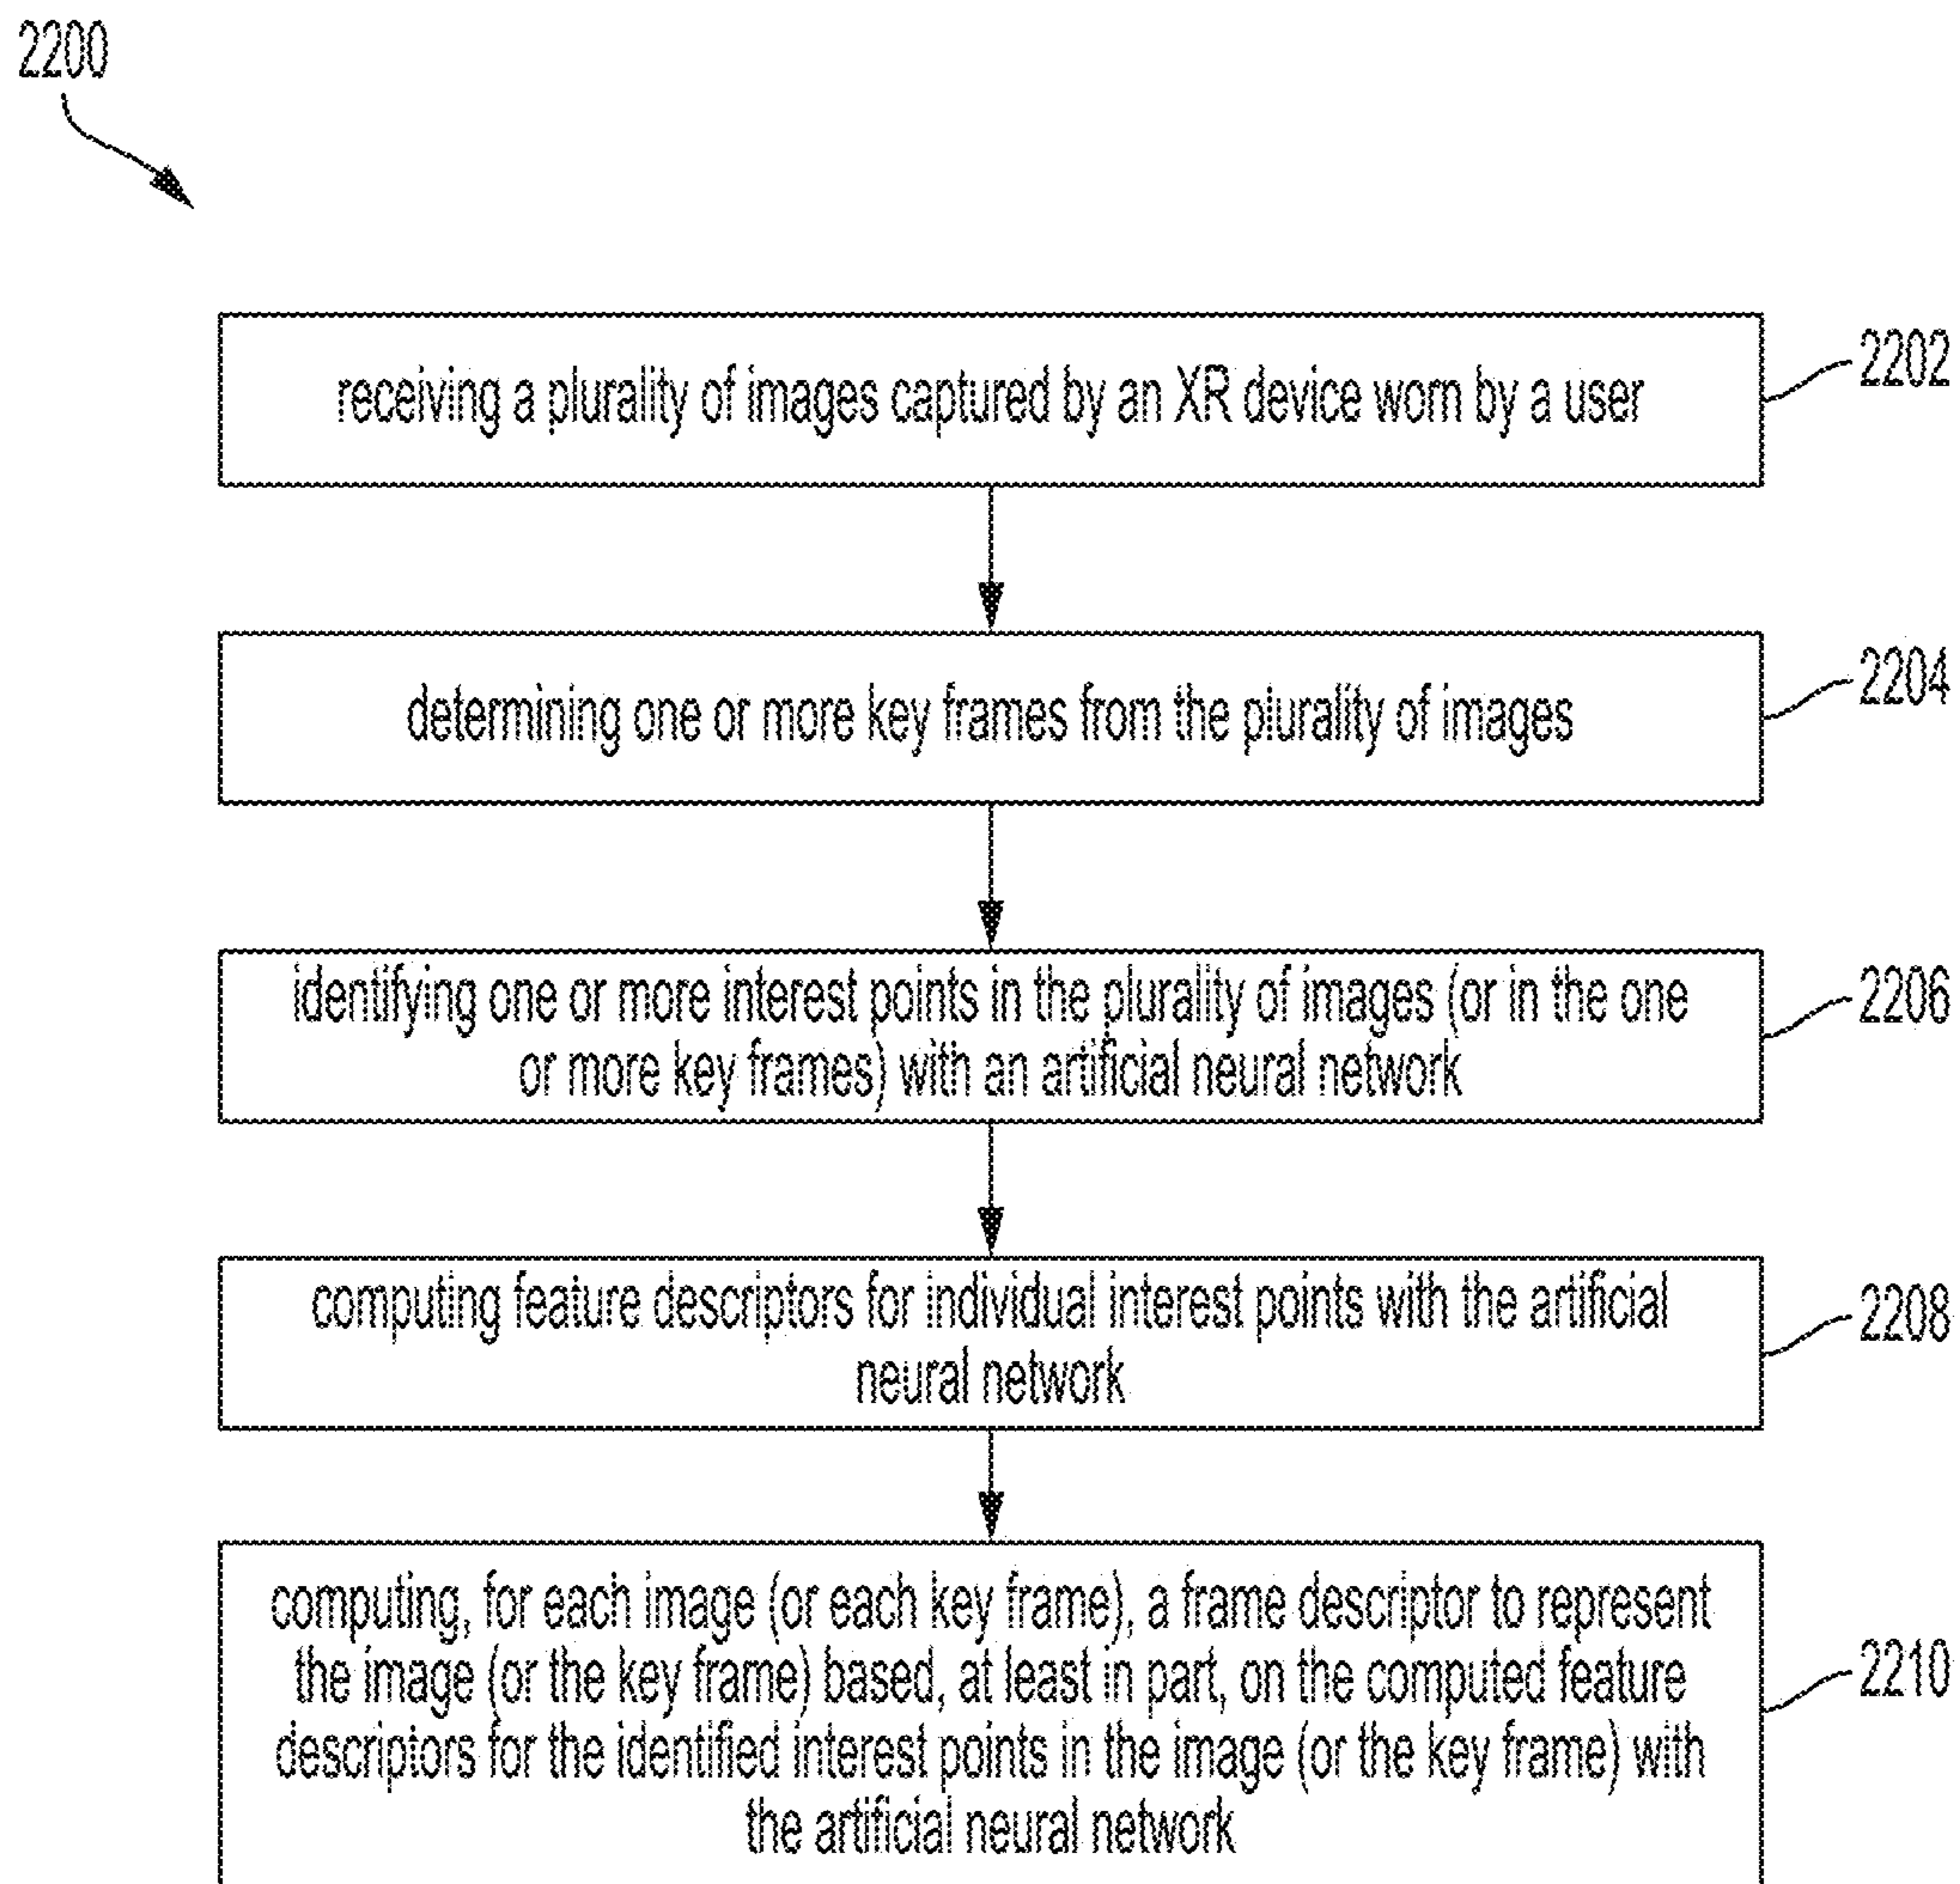 2200
receiving a plurality of images captured by an XR device worn by a user
2202
determining one or more key frames from the plurality of images
2204
identifying one or more interest points in the plurality of images (or in the one
or more key frames) with an artificial neural network
2206
computing feature descriptors for individual interest points with the artificial
neural network
2208
computing, for each image (or each key frame), a frame descriptor to represent
the image (or the key frame) based, at least in part, on the computed feature
descriptors for the identified interest points in the image (or the key frame) with
the artificial neural network
2210